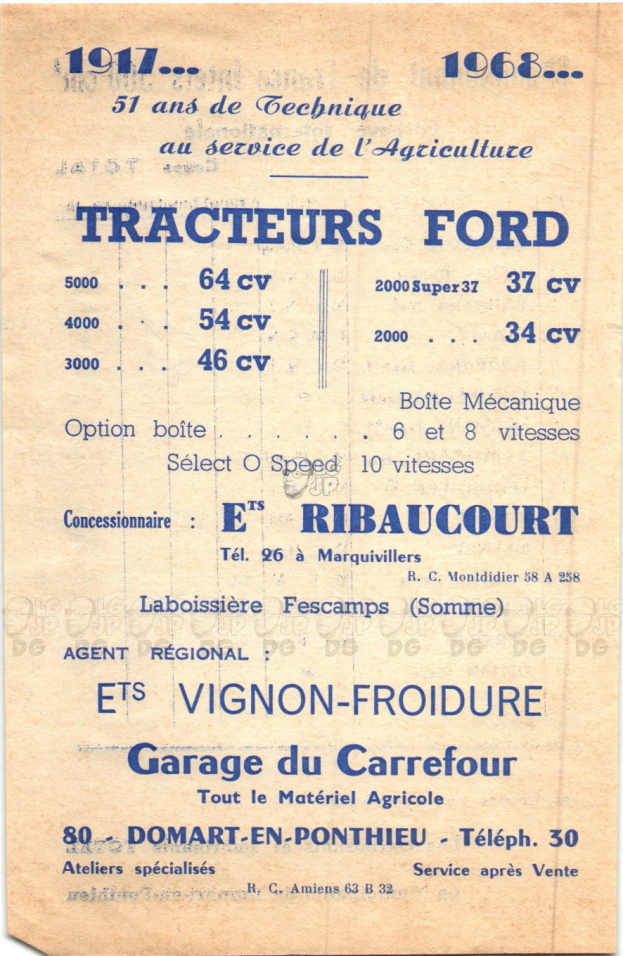 1917... 1968...
51 ans de Technique
au service de l'Agriculture
TRACTEURS FORD
5000 . . . 64 CV
4000 . . . 54 CV
3000 . . . 46 CV
2000 Super 37 37 CV
2000 . . . 34 CV
Boîte Mécanique
Option boîte . . . . . . 6 et 8 vitesses
Sélect O Speed 10 vitesses
Concessionnaire : Ets RIBAUCOURT
Tél. 26 à Marquivillers
R. C. Montdidier 58 A 258
Laboissière Fescamps (Somme)
AGENT RÉGIONAL :
Ets VIGNON-FROIDURE
Garage du Carrefour
Tout le Matériel Agricole
80 - DOMART-EN-PONTHIEU - Téléph. 30
Ateliers spécialisés Service après Vente
R. C. Amiens 63 B 32